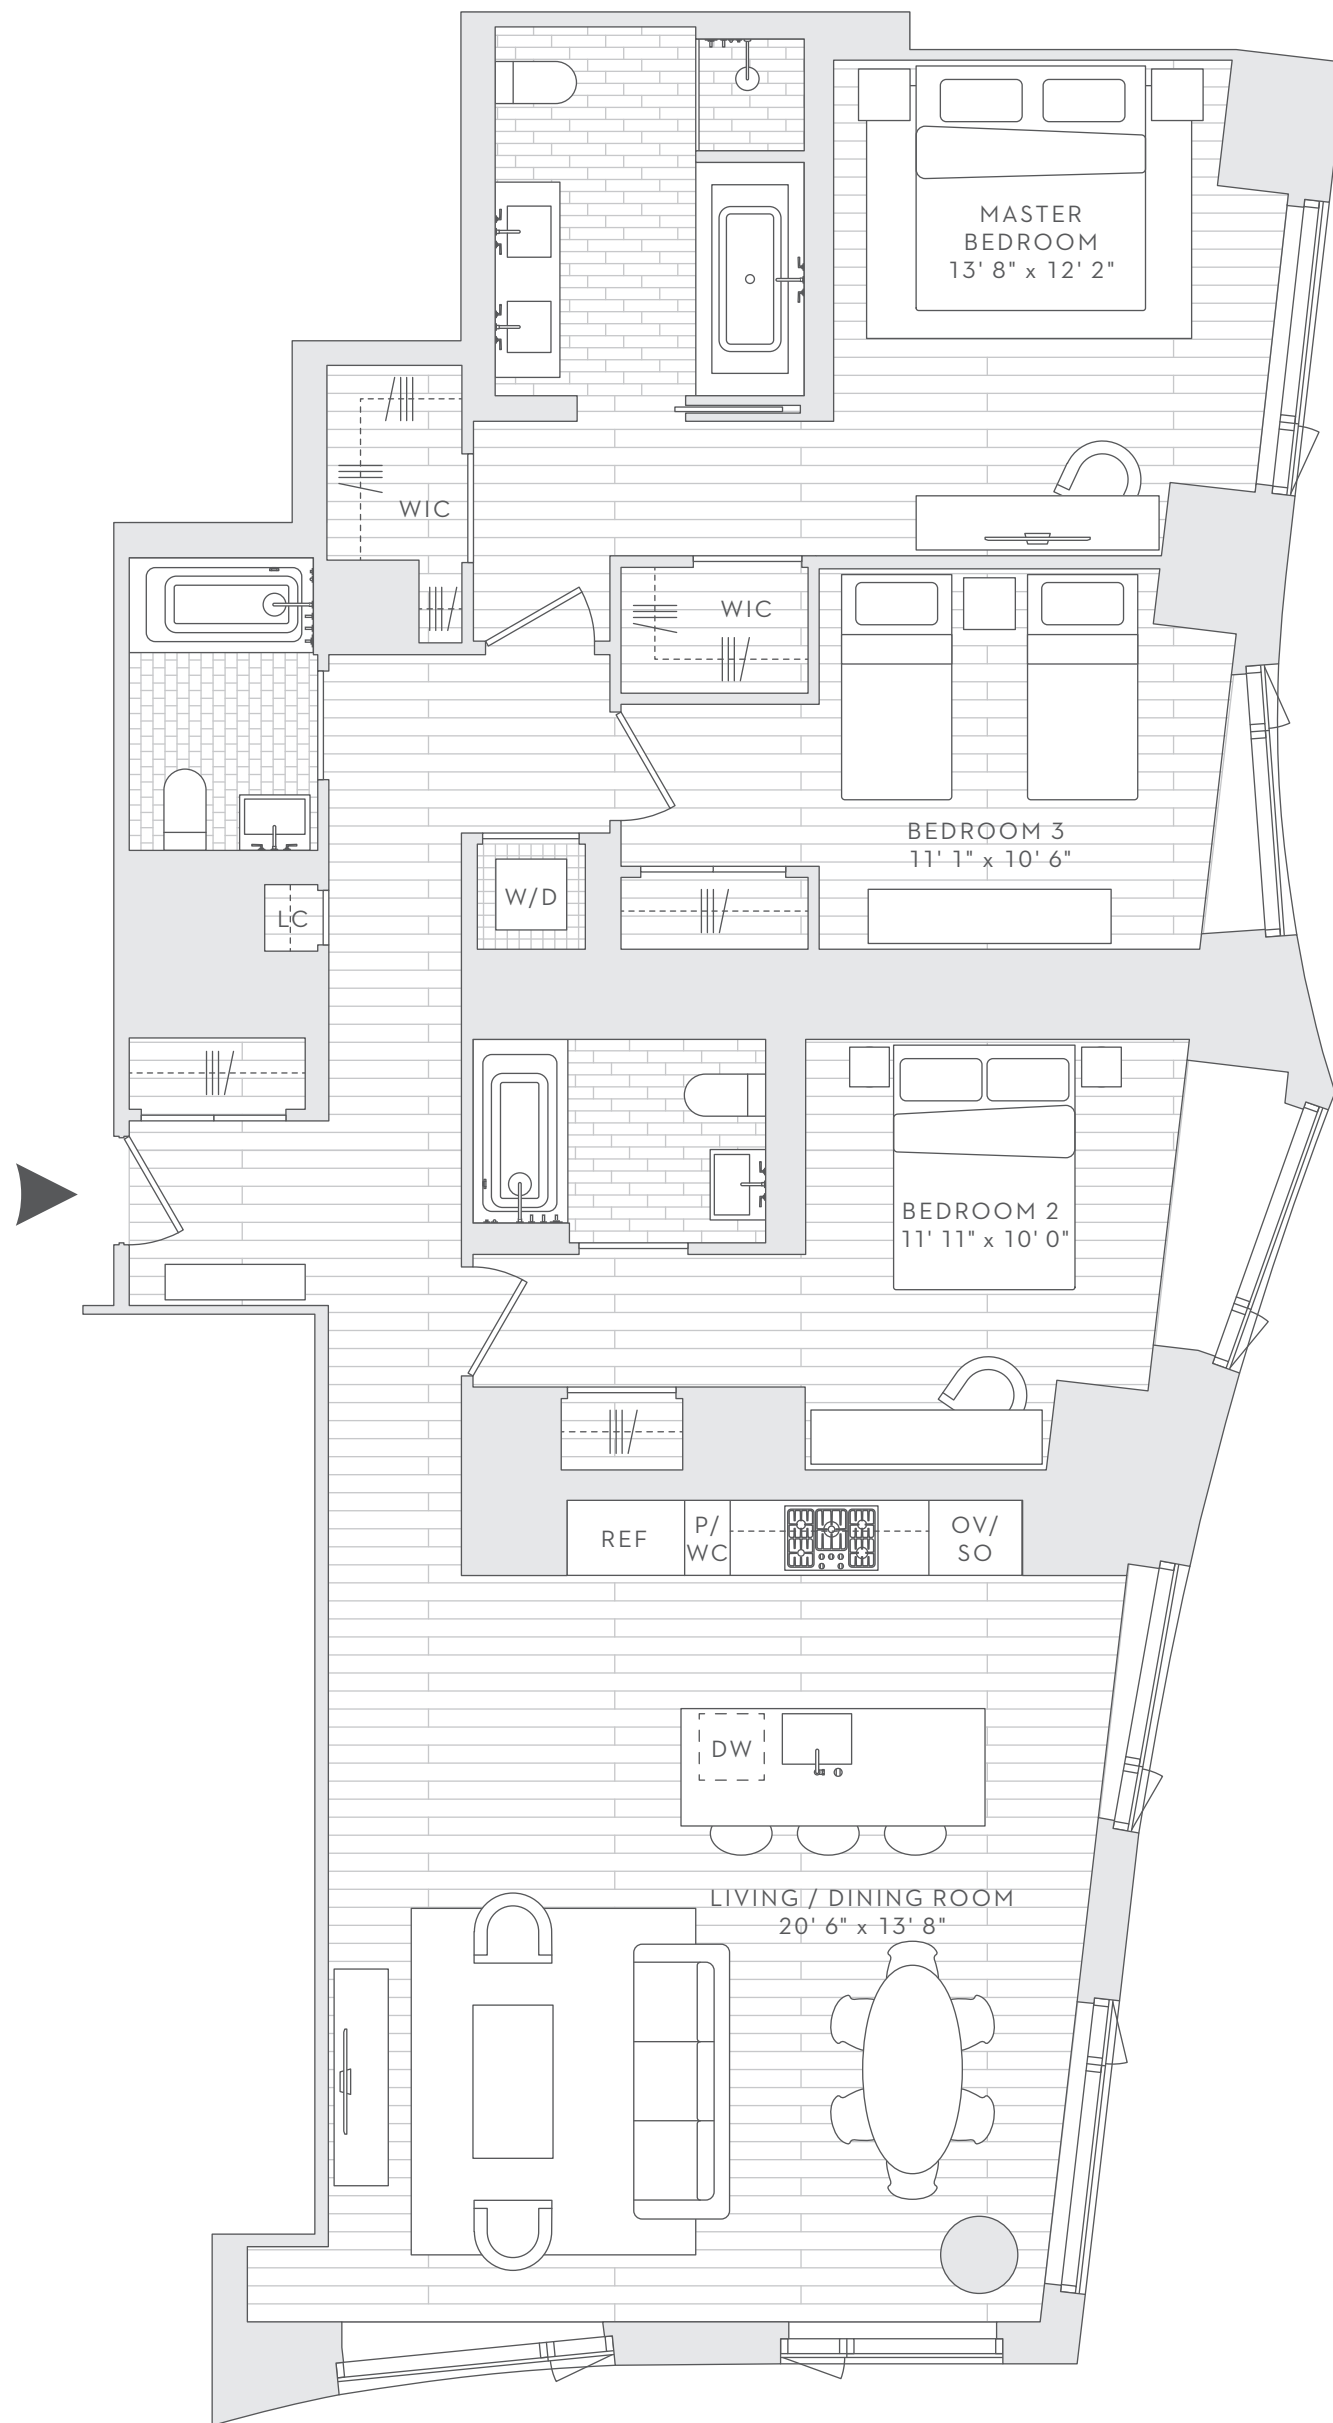 MASTER
BEDROOM
13' 8" x 12' 2"
WIC
WIC
BEDROOM 3
11' 1" x 10' 6"
W/D
LC
BEDROOM 2
11' 11" x 10' 0"
REF
P/
WC
OV/
SO
DW
LIVING / DINING ROOM
20' 6" x 13' 8"